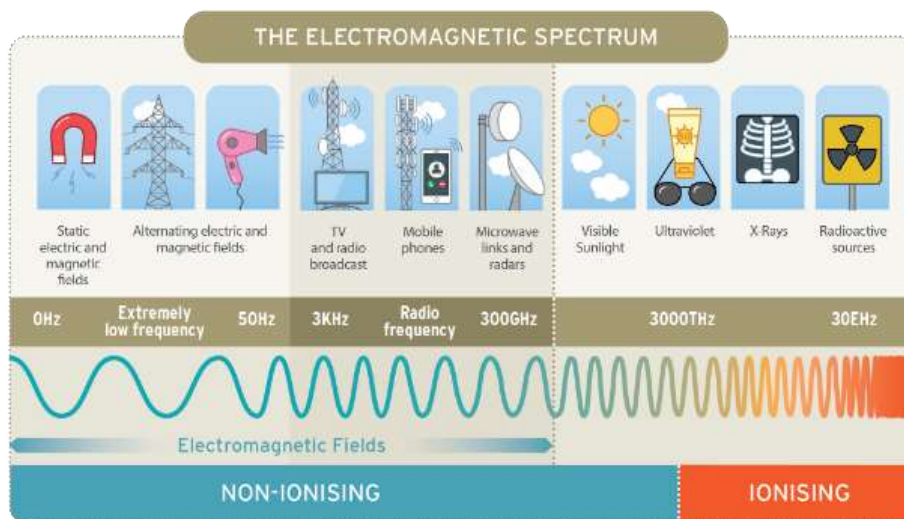 THE ELECTROMAGNETIC SPECTRUM
Static
electric and
magnetic
fields
Alternating electric and
magnetic fields
TV
and radio
broadcast
Mobile
phones
Microwave
links and
radars
Visible
Sunlight
Ultraviolet
X-Rays
Radioactive
sources
0Hz
Extremely
low frequency
50Hz
3KHz
Radio
frequency
300GHz
3000THz
30EHz
Electromagnetic Fields
NON-IONISING
IONISING